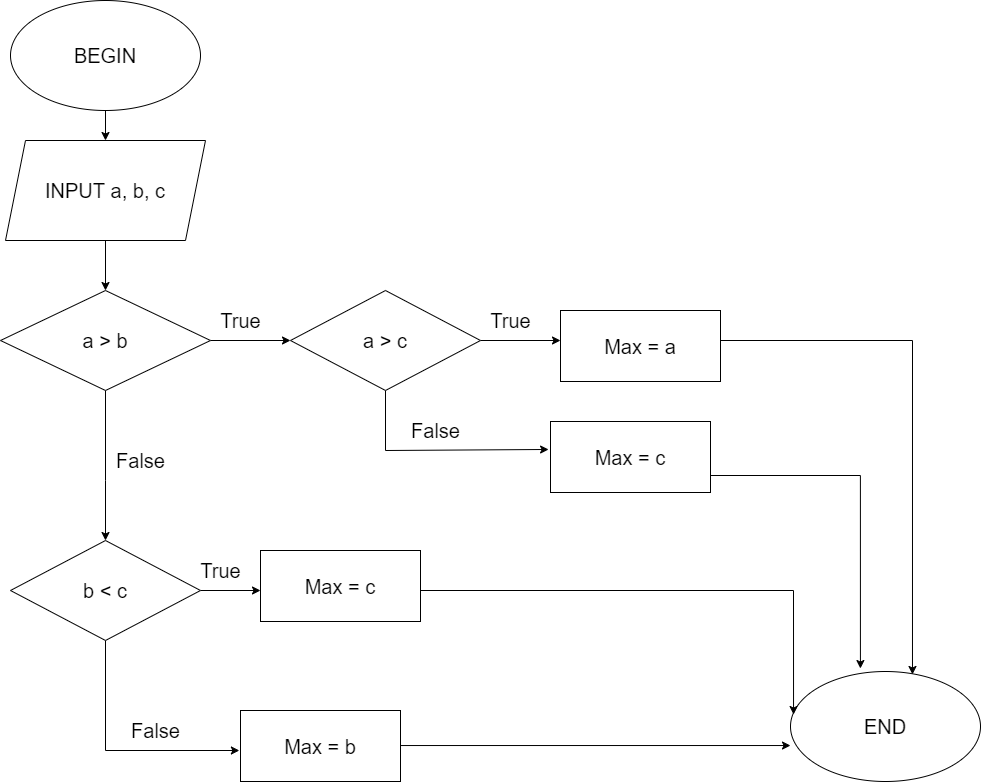 BEGIN
INPUT a, b, c
a > b
True
a > c
True
Max = a
False
Max = c
False
b < c
True
Max = c
False
Max = b
END